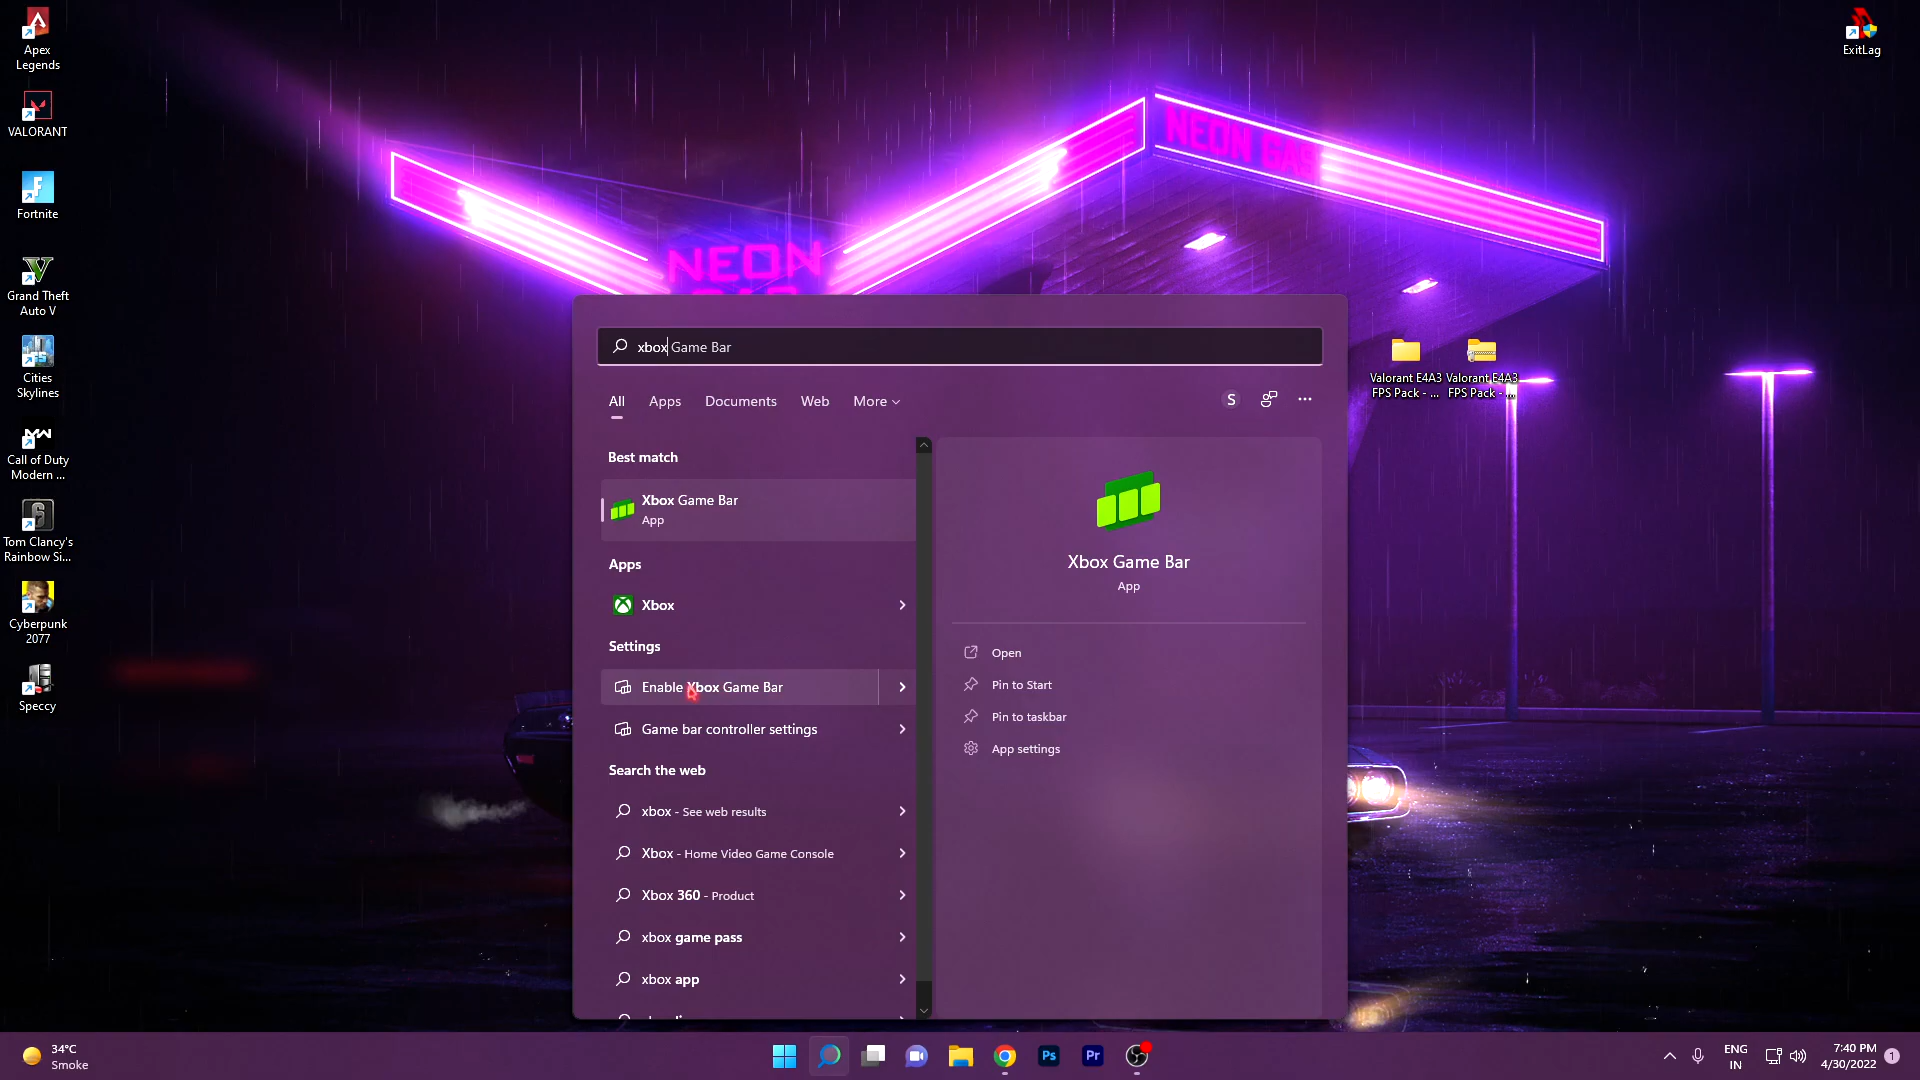 Apex
Legends
VALORANT
Fortnite
Grand Theft
Auto V
Cities
Skylines
Call of Duty
Modern ...
Tom Clancy's
Rainbow Si...
Cyberpunk
2077
Speccy
ExitLag
NEON GAS
NEON
Valorant E4A3
FPS Pack - ...
Valorant E4A3
FPS Pack - ...
xbox Game Bar
All
Apps
Documents
Web
More
S
Best match
Xbox Game Bar
App
Apps
Xbox
Settings
Enable Xbox Game Bar
Game bar controller settings
Search the web
xbox - See web results
Xbox - Home Video Game Console
Xbox 360 - Product
xbox game pass
xbox app
Xbox Game Bar
App
Open
Pin to Start
Pin to taskbar
App settings
34°C
Smoke
Ps
Pr
ENG
IN
7:40 PM
4/30/2022
1